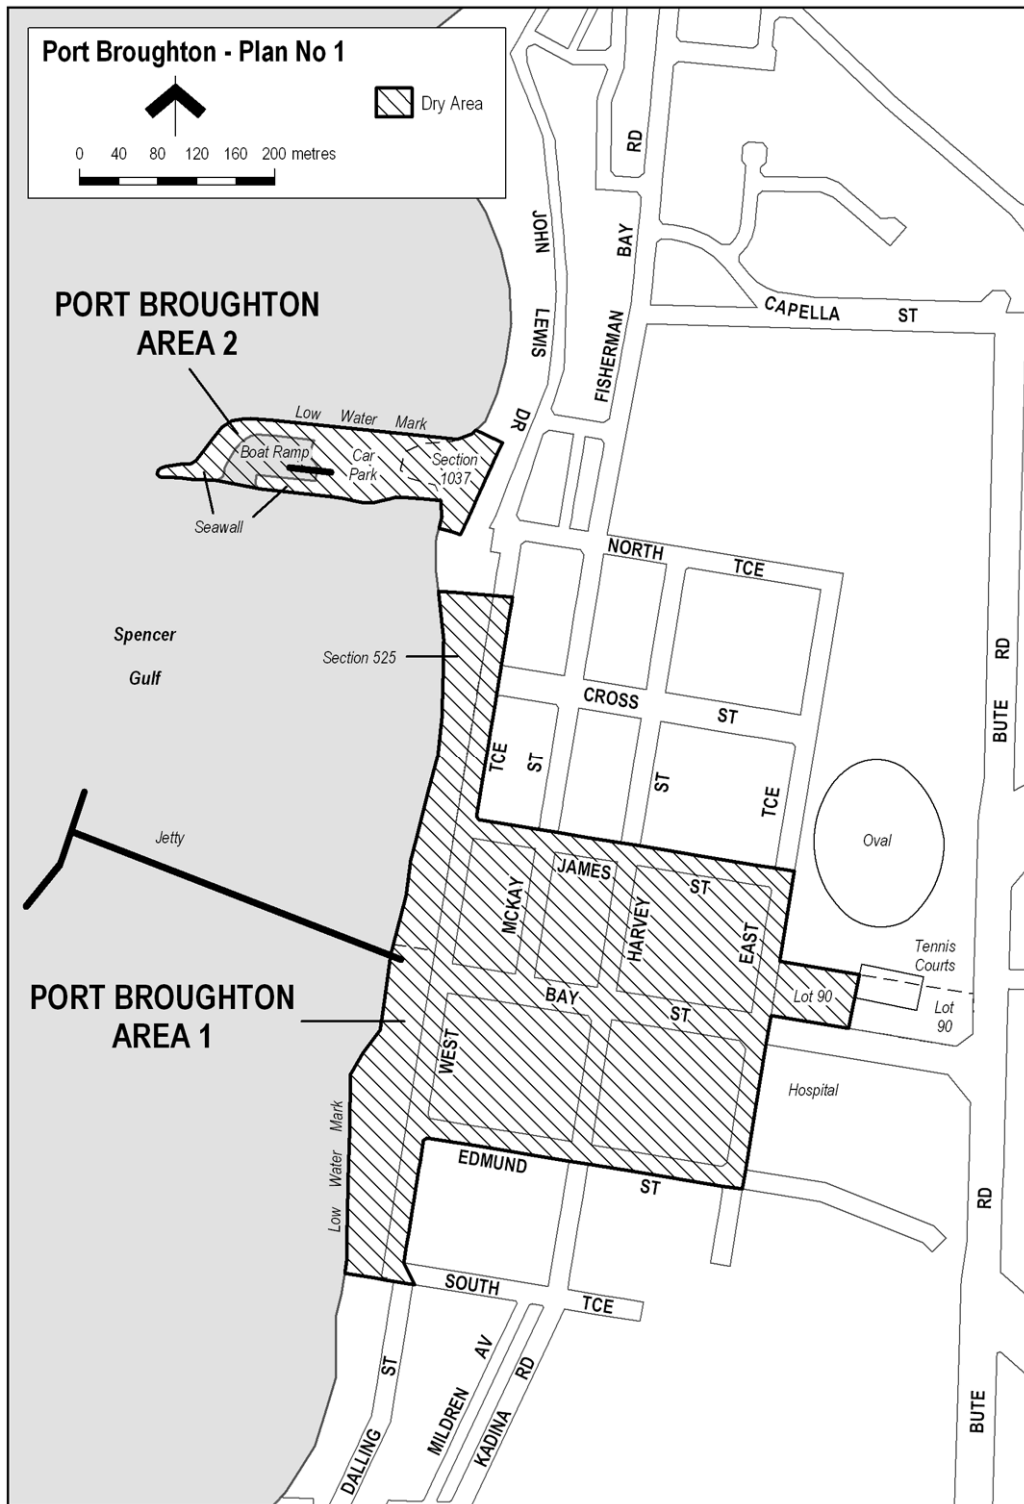 Port Broughton - Plan No 1
Dry Area
0 40 80 120 160 200 metres
RD
JOHN
BAY
LEWIS
FISHERMAN
CAPELLA
ST
PORT BROUGHTON
AREA 2
Low Water Mark
DR
Boat Ramp
Car
Park
Section
1037
Seawall
NORTH
TCE
Spencer
Gulf
Section 525
RD
BUTE
CROSS
ST
TCE
ST
ST
TCE
Jetty
Oval
JAMES
ST
MCKAY
HARVEY
EAST
Tennis
Courts
PORT BROUGHTON
AREA 1
BAY
ST
Lot 90
Lot
90
WEST
Hospital
Low Water Mark
EDMUND
ST
RD
SOUTH
TCE
ST
AV
RD
DALLING
MILDREN
KADINA
BUTE